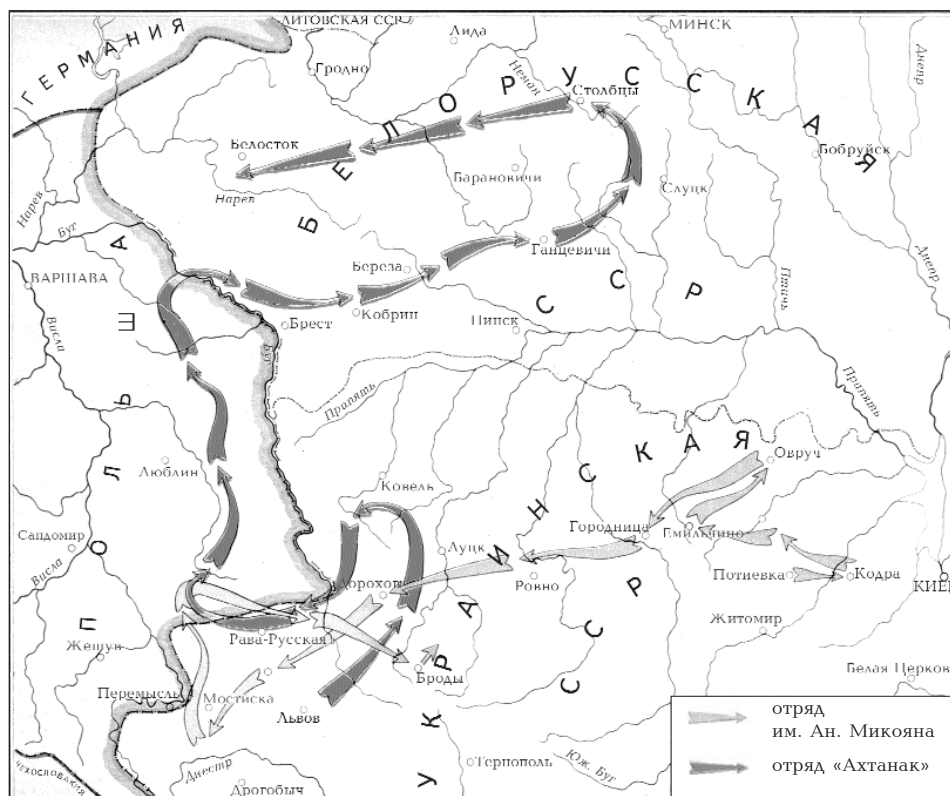 ГЕРМАНИЯ
ЛИТОВСКАЯ ССР
Лида
МИНСК
Гродно
Неман
Столбцы
Днепр
БЕЛОРУССКАЯ
Белосток
Бобруйск
Барановичи
Слуцк
Нарев
Нарев
Буг
Ганцевичи
Береза
ВАРШАВА
Днепр
Птичь
ССР
Кобрин
Брест
Пинск
Висла
Буг
ПОЛЬША
Припять
Припять
Люблин
Овруч
Ковель
УКРАИНСКАЯ
Городница
Емильчино
Сандомир
Луцк
Висла
Дорохов
Ровно
Потиевка
Кодра
КИЕВ
ССР
Рава-Русская
Житомир
Жешув
Броды
Белая Церковь
Перемысль
Мостиска
Львов
отряд
им. Ан. Микояна
отряд «Ахтанак»
ЧЕХОСЛОВАКИЯ
Днестр
Тернополь
Юж. Буг
Дрогобыч